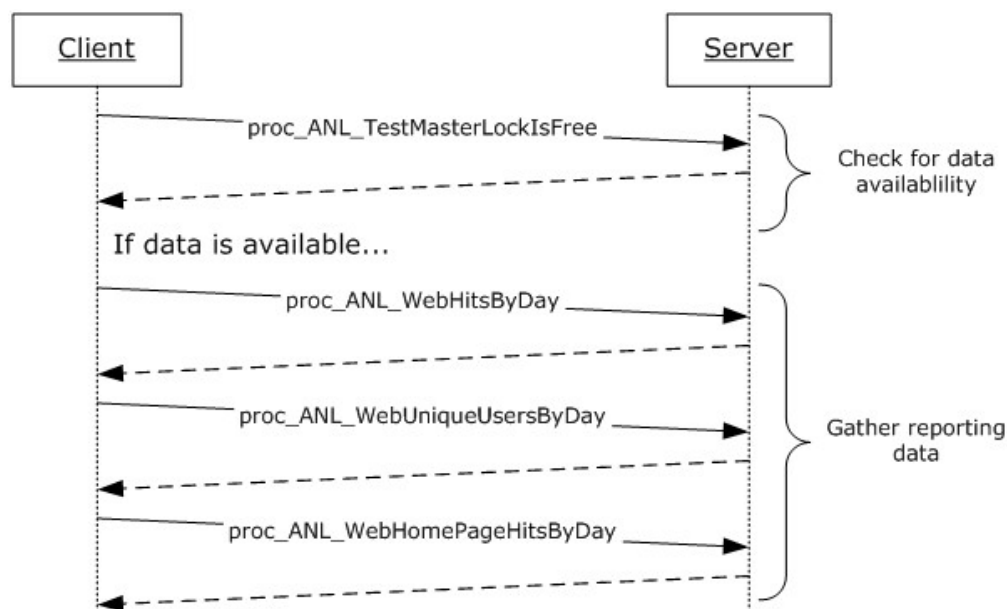 Client
Server
proc_ANL_TestMasterLockIsFree
Check for data
availablility
If data is available...
proc_ANL_WebHitsByDay
proc_ANL_WebUniqueUsersByDay
Gather reporting
data
proc_ANL_WebHomePageHitsByDay